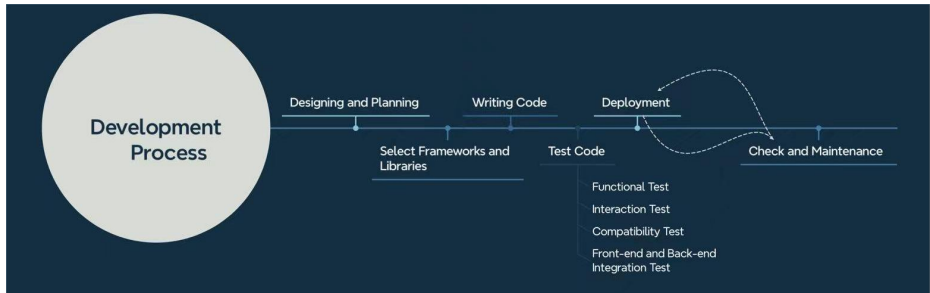 Development
Process
Designing and Planning
Select Frameworks and
Libraries
Writing Code
Test Code
Functional Test
Interaction Test
Compatibility Test
Front-end and Back-end
Integration Test
Deployment
Check and Maintenance